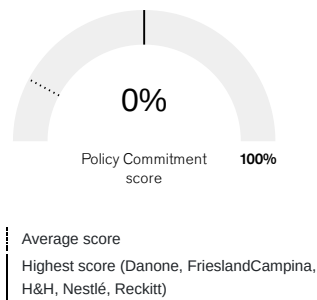 0%
Policy Commitment
score
100%
Average score
Highest score (Danone, FrieslandCampina,
H&H, Nestlé, Reckitt)